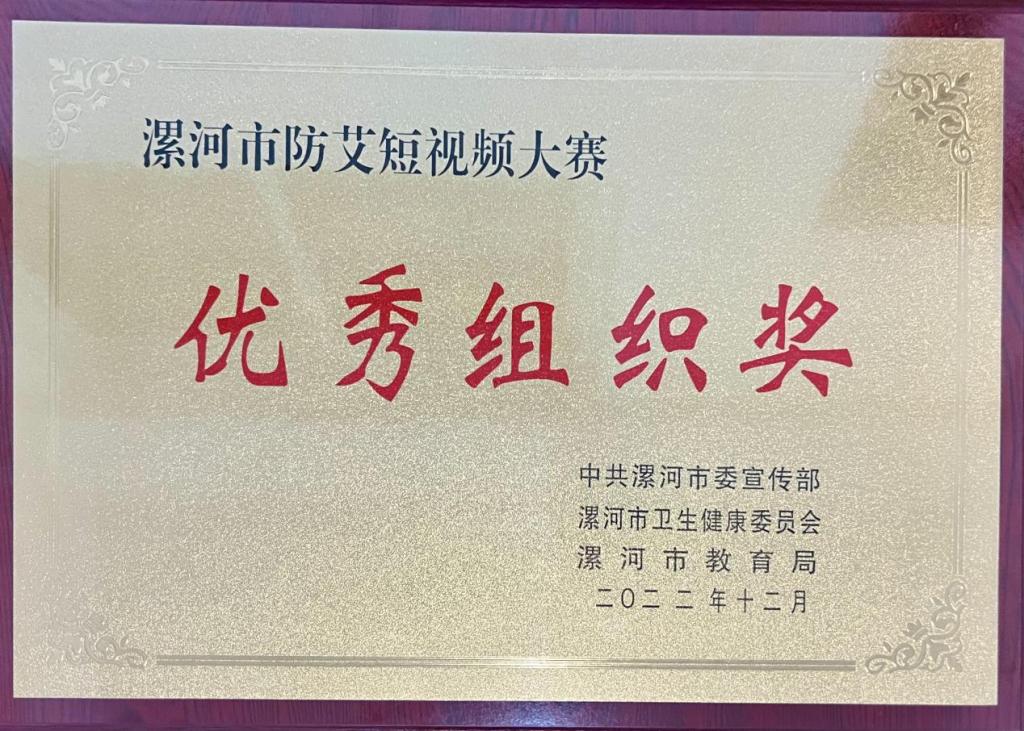 漯河市防艾短视频大赛
优秀组织奖
中共漯河市委宣传部
漯河市卫生健康委员会
漯河市教育局
二〇二二年十二月